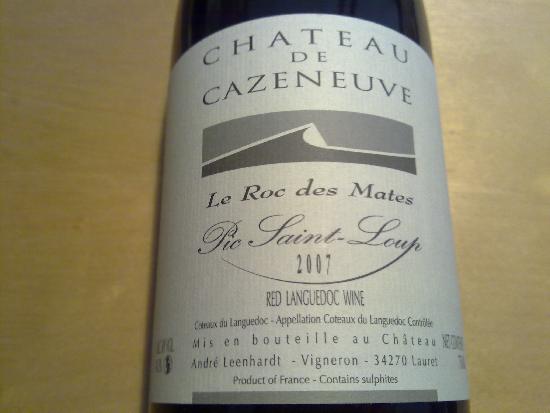 CHATEAU
DE
CAZENEUVE
Le Roc des Mates
Pic Saint-Loup
2007
RED LANGUEDOC WINE
Coteaux du Languedoc - Appellation Coteaux du Languedoc Contrôlée
Mis en bouteille au Château
André Leenhardt - Vigneron - 34270 Lauret
Product of France - Contains sulphites